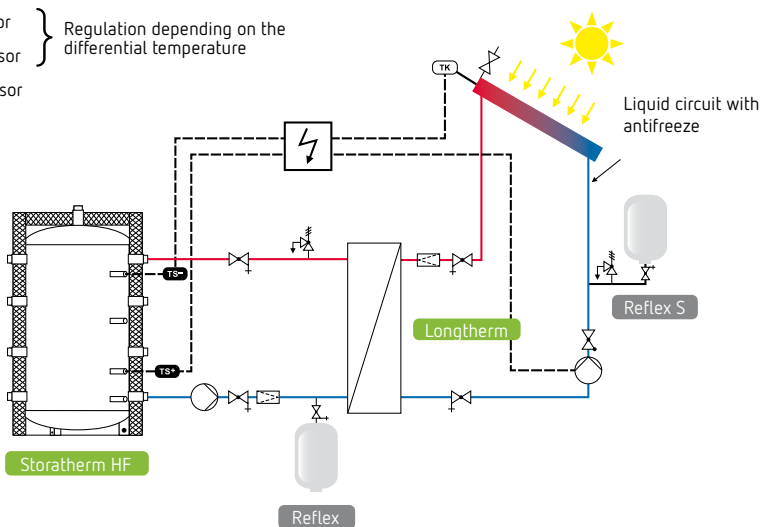 Regulation depending on the
differential temperature
TK
Liquid circuit with
antifreeze
TS−
Reflex S
Longtherm
TS+
Storatherm HF
Reflex